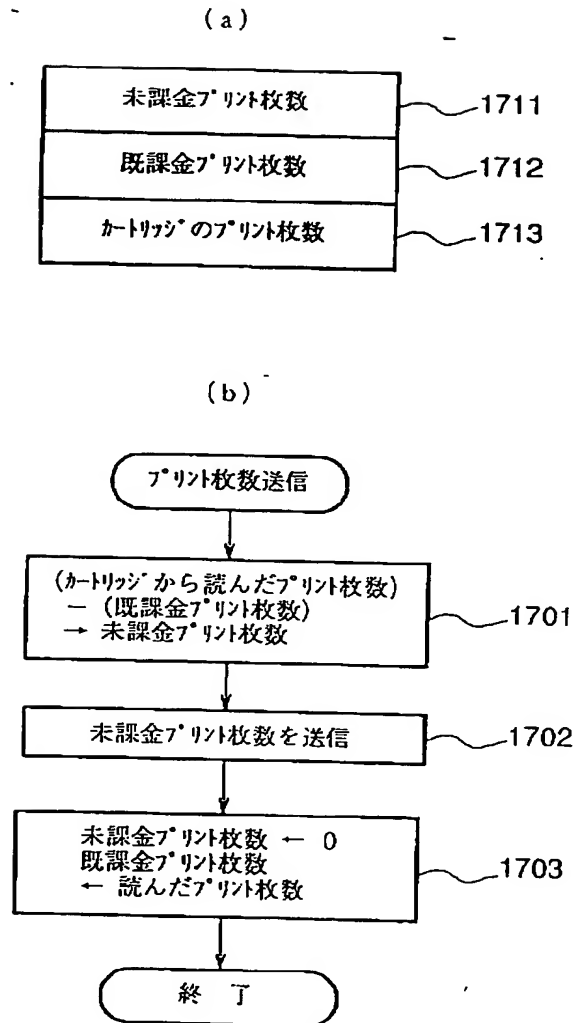 (a)
未課金ﾌﾟﾘﾝﾄ枚数 1711
既課金ﾌﾟﾘﾝﾄ枚数 1712
ｶｰﾄﾘｯｼﾞのﾌﾟﾘﾝﾄ枚数 1713
(b)
ﾌﾟﾘﾝﾄ枚数送信
(ｶｰﾄﾘｯｼﾞから読んだﾌﾟﾘﾝﾄ枚数)
− (既課金ﾌﾟﾘﾝﾄ枚数)
→ 未課金ﾌﾟﾘﾝﾄ枚数
1701
未課金ﾌﾟﾘﾝﾄ枚数を送信 1702
未課金ﾌﾟﾘﾝﾄ枚数 ← 0
既課金ﾌﾟﾘﾝﾄ枚数
← 読んだﾌﾟﾘﾝﾄ枚数
1703
終 了